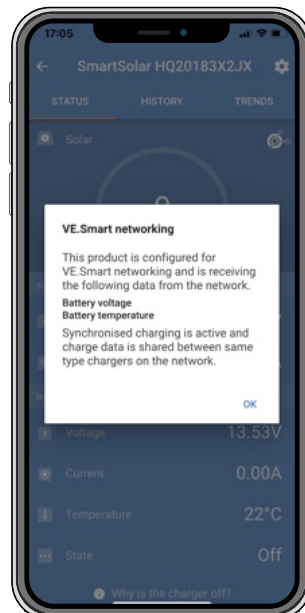 17:05
SmartSolar HQ20183X2JX
STATUS HISTORY TRENDS
Solar
VE.Smart networking
This product is configured for
VE.Smart networking and is receiving
the following data from the network.
Battery voltage
Battery temperature
Synchronised charging is active and
charge data is shared between same
type chargers on the network.
OK
Voltage 13.53V
Current 0.00A
Temperature 22°C
State Off
Why is the charger off?